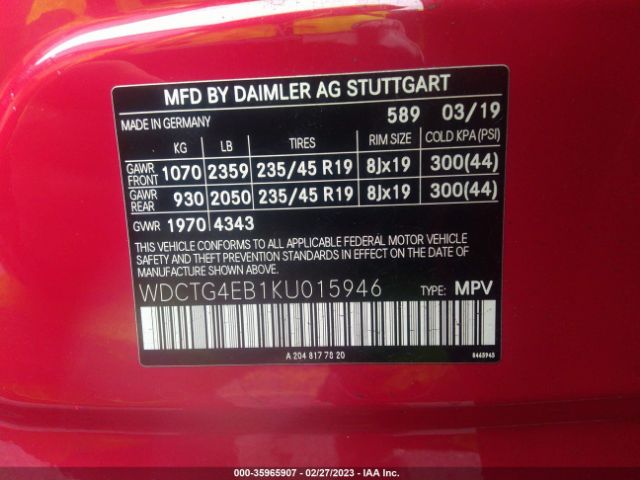 MFD BY DAIMLER AG STUTTGART
MADE IN GERMANY 589 03/19
KG LB TIRES RIM SIZE COLD KPA (PSI)
GAWR FRONT 1070 2359 235/45 R19 8Jx19 300(44)
GAWR REAR 930 2050 235/45 R19 8Jx19 300(44)
GVWR 1970 4343
THIS VEHICLE CONFORMS TO ALL APPLICABLE FEDERAL MOTOR VEHICLE
SAFETY AND THEFT PREVENTION STANDARDS IN EFFECT ON THE DATE
OF MANUFACTURE SHOWN ABOVE.
WDCTG4EB1KU015946 TYPE: MPV
A 204 817 78 20 8465945
000-35965907 - 02/27/2023 - IAA Inc.